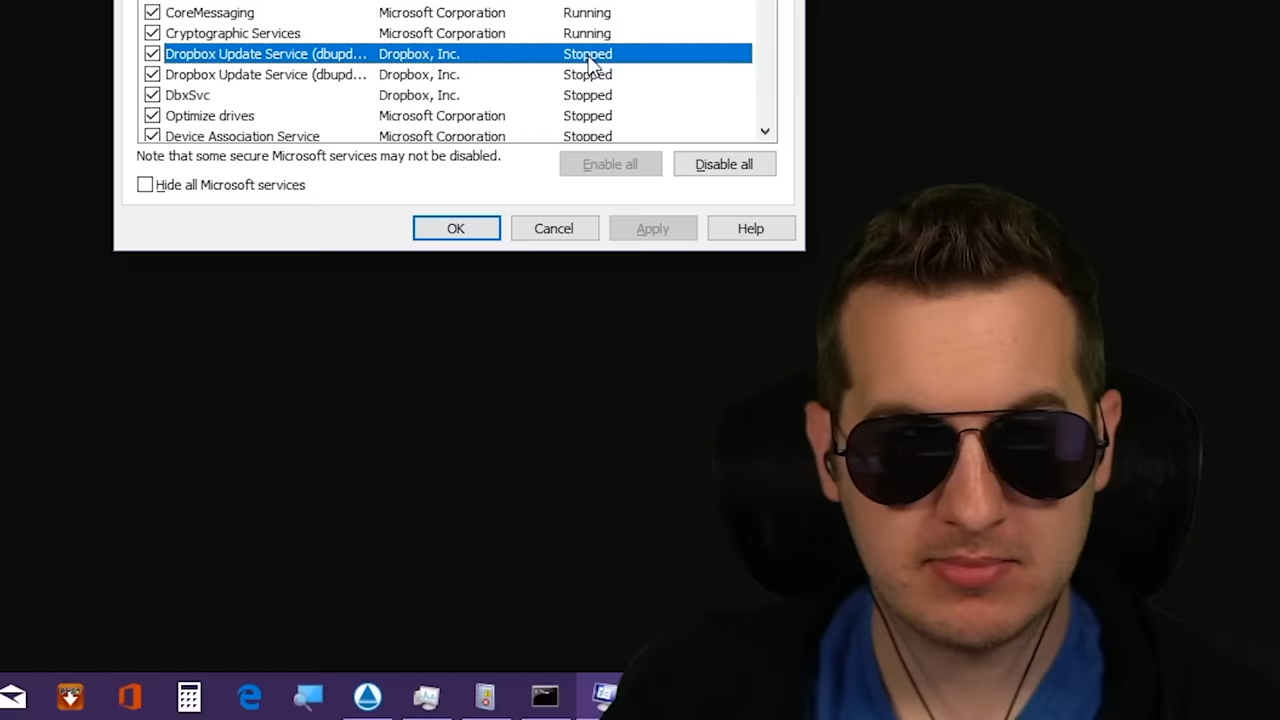 CoreMessaging Microsoft Corporation Running
Cryptographic Services Microsoft Corporation Running
Dropbox Update Service (dbupd... Dropbox, Inc. Stopped
Dropbox Update Service (dbupd... Dropbox, Inc. Stopped
DbxSvc Dropbox, Inc. Stopped
Optimize drives Microsoft Corporation Stopped
Device Association Service Microsoft Corporation Stopped
Note that some secure Microsoft services may not be disabled.
Enable all Disable all
Hide all Microsoft services
OK Cancel Apply Help